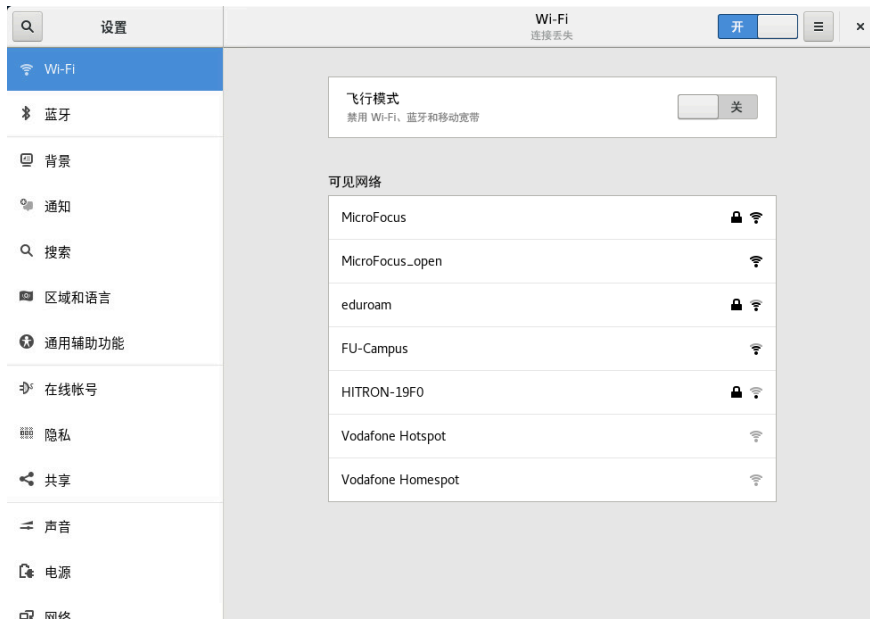 设置
Wi-Fi
连接丢失
开
Wi-Fi
蓝牙
背景
通知
搜索
区域和语言
通用辅助功能
在线帐号
隐私
共享
声音
电源
网络
飞行模式
禁用 Wi-Fi、蓝牙和移动宽带
关
可见网络
MicroFocus
MicroFocus_open
eduroam
FU-Campus
HITRON-19F0
Vodafone Hotspot
Vodafone Homespot